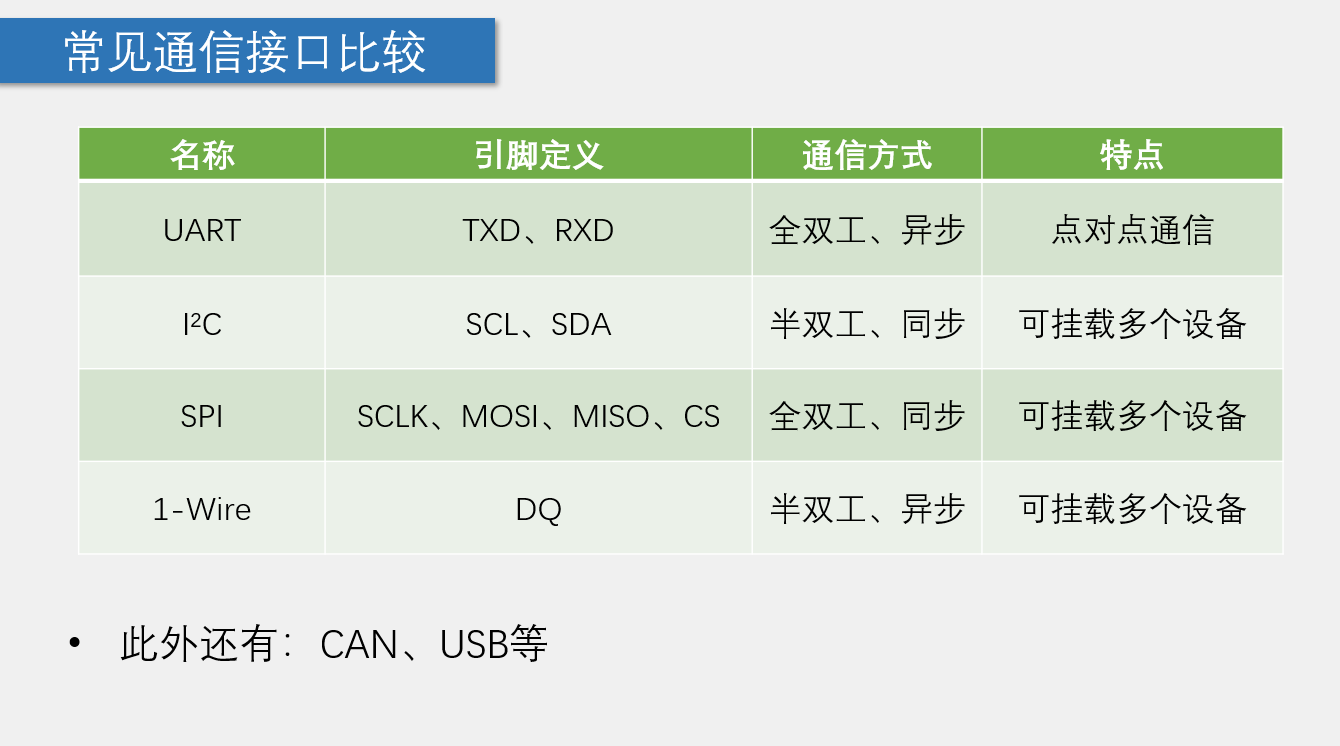 常见通信接口比较
名称 引脚定义 通信方式 特点
UART TXD、RXD 全双工、异步 点对点通信
I²C SCL、SDA 半双工、同步 可挂载多个设备
SPI SCLK、MOSI、MISO、CS 全双工、同步 可挂载多个设备
1-Wire DQ 半双工、异步 可挂载多个设备
• 此外还有：CAN、USB等